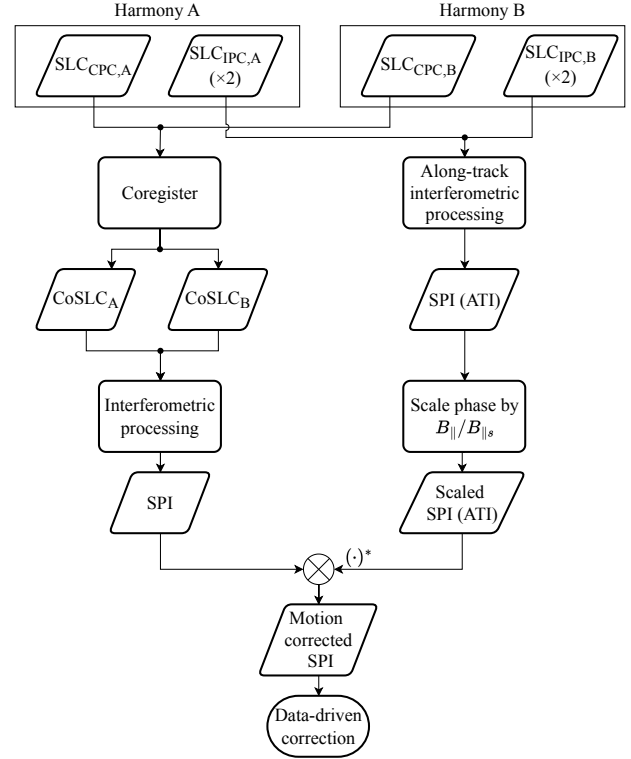 Harmony A
Harmony B
SLC_CPC,A
SLC_IPC,A
(×2)
SLC_CPC,B
SLC_IPC,B
(×2)
Coregister
Along-track
interferometric
processing
CoSLC_A
CoSLC_B
SPI (ATI)
Interferometric
processing
Scale phase by
B_∥/B_∥s
SPI
Scaled
SPI (ATI)
(·)*
Motion
corrected
SPI
Data-driven
correction